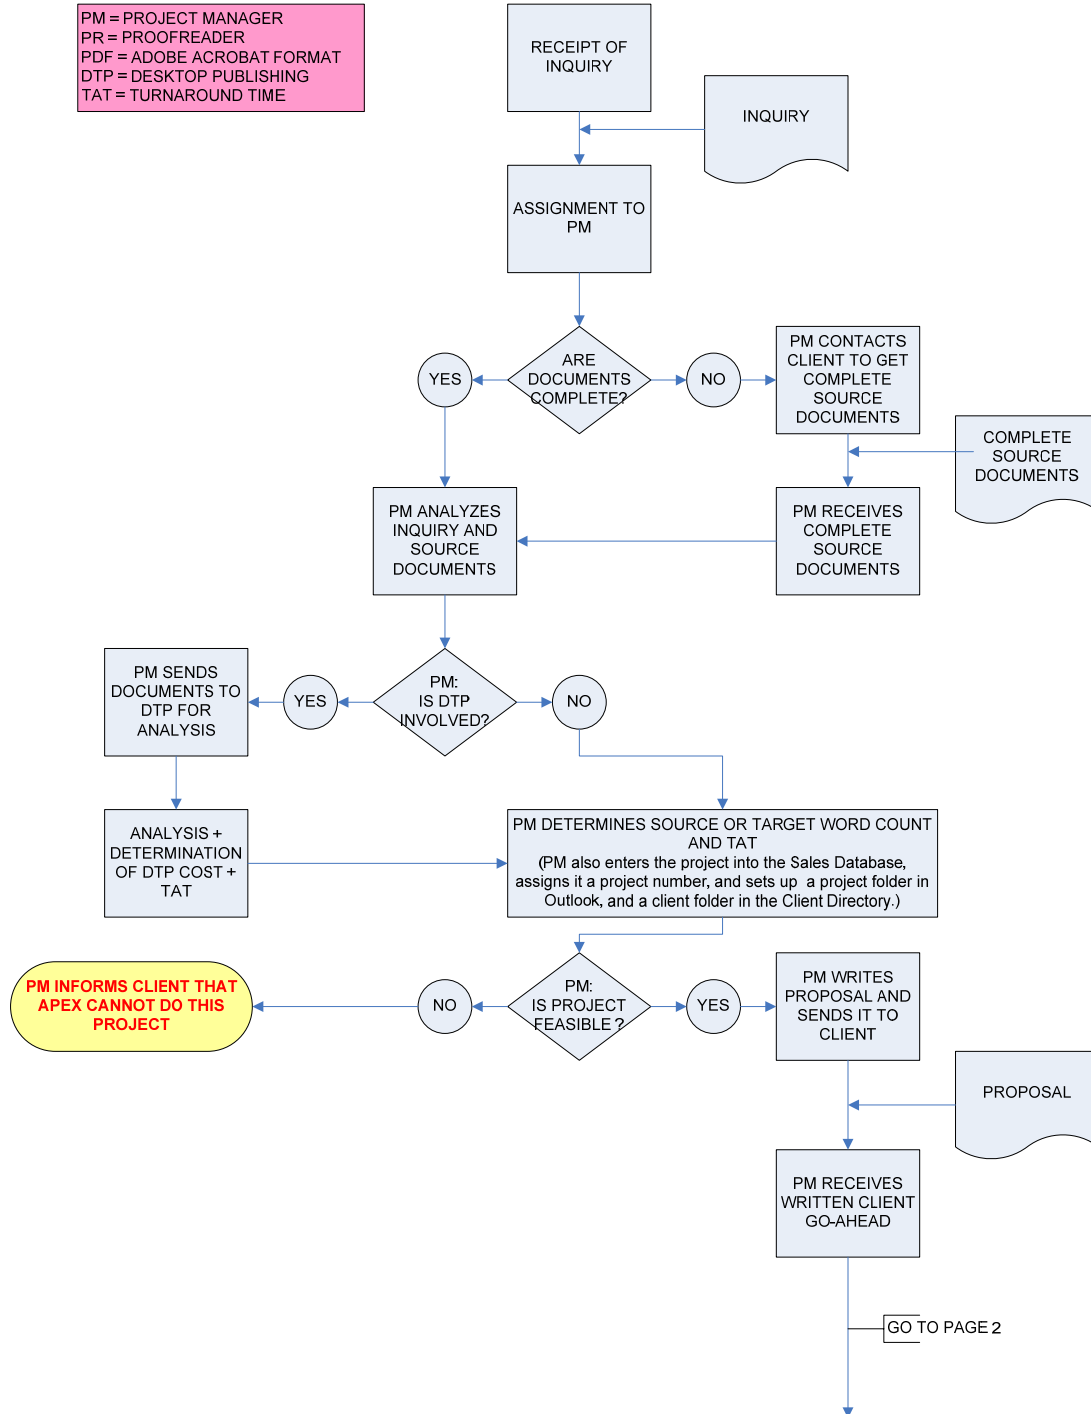 PM = PROJECT MANAGER
PR = PROOFREADER
PDF = ADOBE ACROBAT FORMAT
DTP = DESKTOP PUBLISHING
TAT = TURNAROUND TIME
RECEIPT OF
INQUIRY
INQUIRY
ASSIGNMENT TO
PM
ARE
DOCUMENTS
COMPLETE?
YES
NO
PM CONTACTS
CLIENT TO GET
COMPLETE
SOURCE
DOCUMENTS
COMPLETE
SOURCE
DOCUMENTS
PM ANALYZES
INQUIRY AND
SOURCE
DOCUMENTS
PM RECEIVES
COMPLETE
SOURCE
DOCUMENTS
PM SENDS
DOCUMENTS TO
DTP FOR
ANALYSIS
YES
PM:
IS DTP
INVOLVED?
NO
ANALYSIS +
DETERMINATION
OF DTP COST +
TAT
PM DETERMINES SOURCE OR TARGET WORD COUNT
AND TAT
(PM also enters the project into the Sales Database,
assigns it a project number, and sets up a project folder in
Outlook, and a client folder in the Client Directory.)
PM INFORMS CLIENT THAT
APEX CANNOT DO THIS
PROJECT
NO
PM:
IS PROJECT
FEASIBLE?
YES
PM WRITES
PROPOSAL AND
SENDS IT TO
CLIENT
PROPOSAL
PM RECEIVES
WRITTEN CLIENT
GO-AHEAD
GO TO PAGE 2